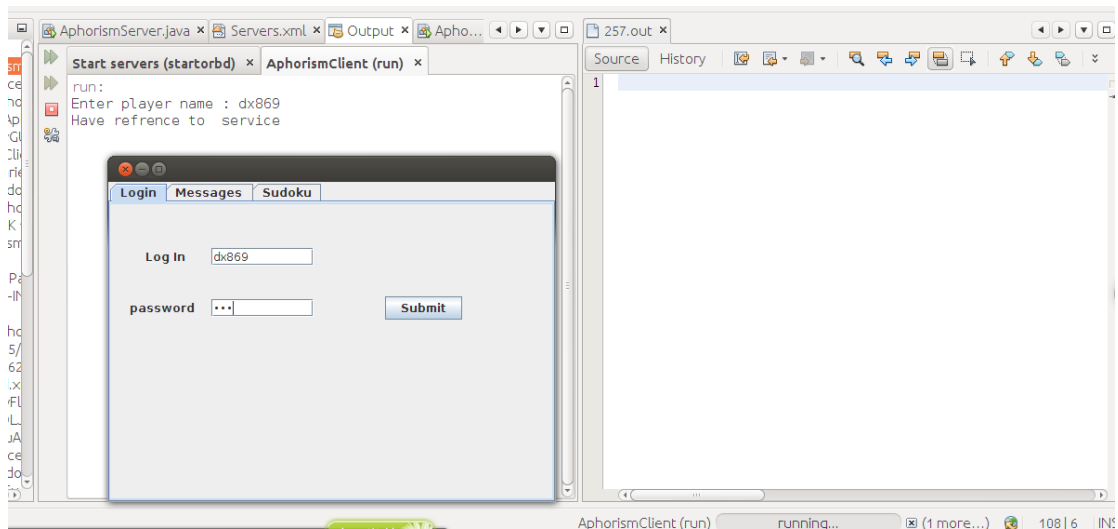 AphorismServer.java × Servers.xml × Output × Apho... 257.out ×
Start servers (startorbd) × AphorismClient (run) ×
Source History
run:
Enter player name : dx869
Have refrence to service
1
Login Messages Sudoku
Log In dx869
password •••
Submit
AphorismClient (run) running... (1 more...) 108|6 INS